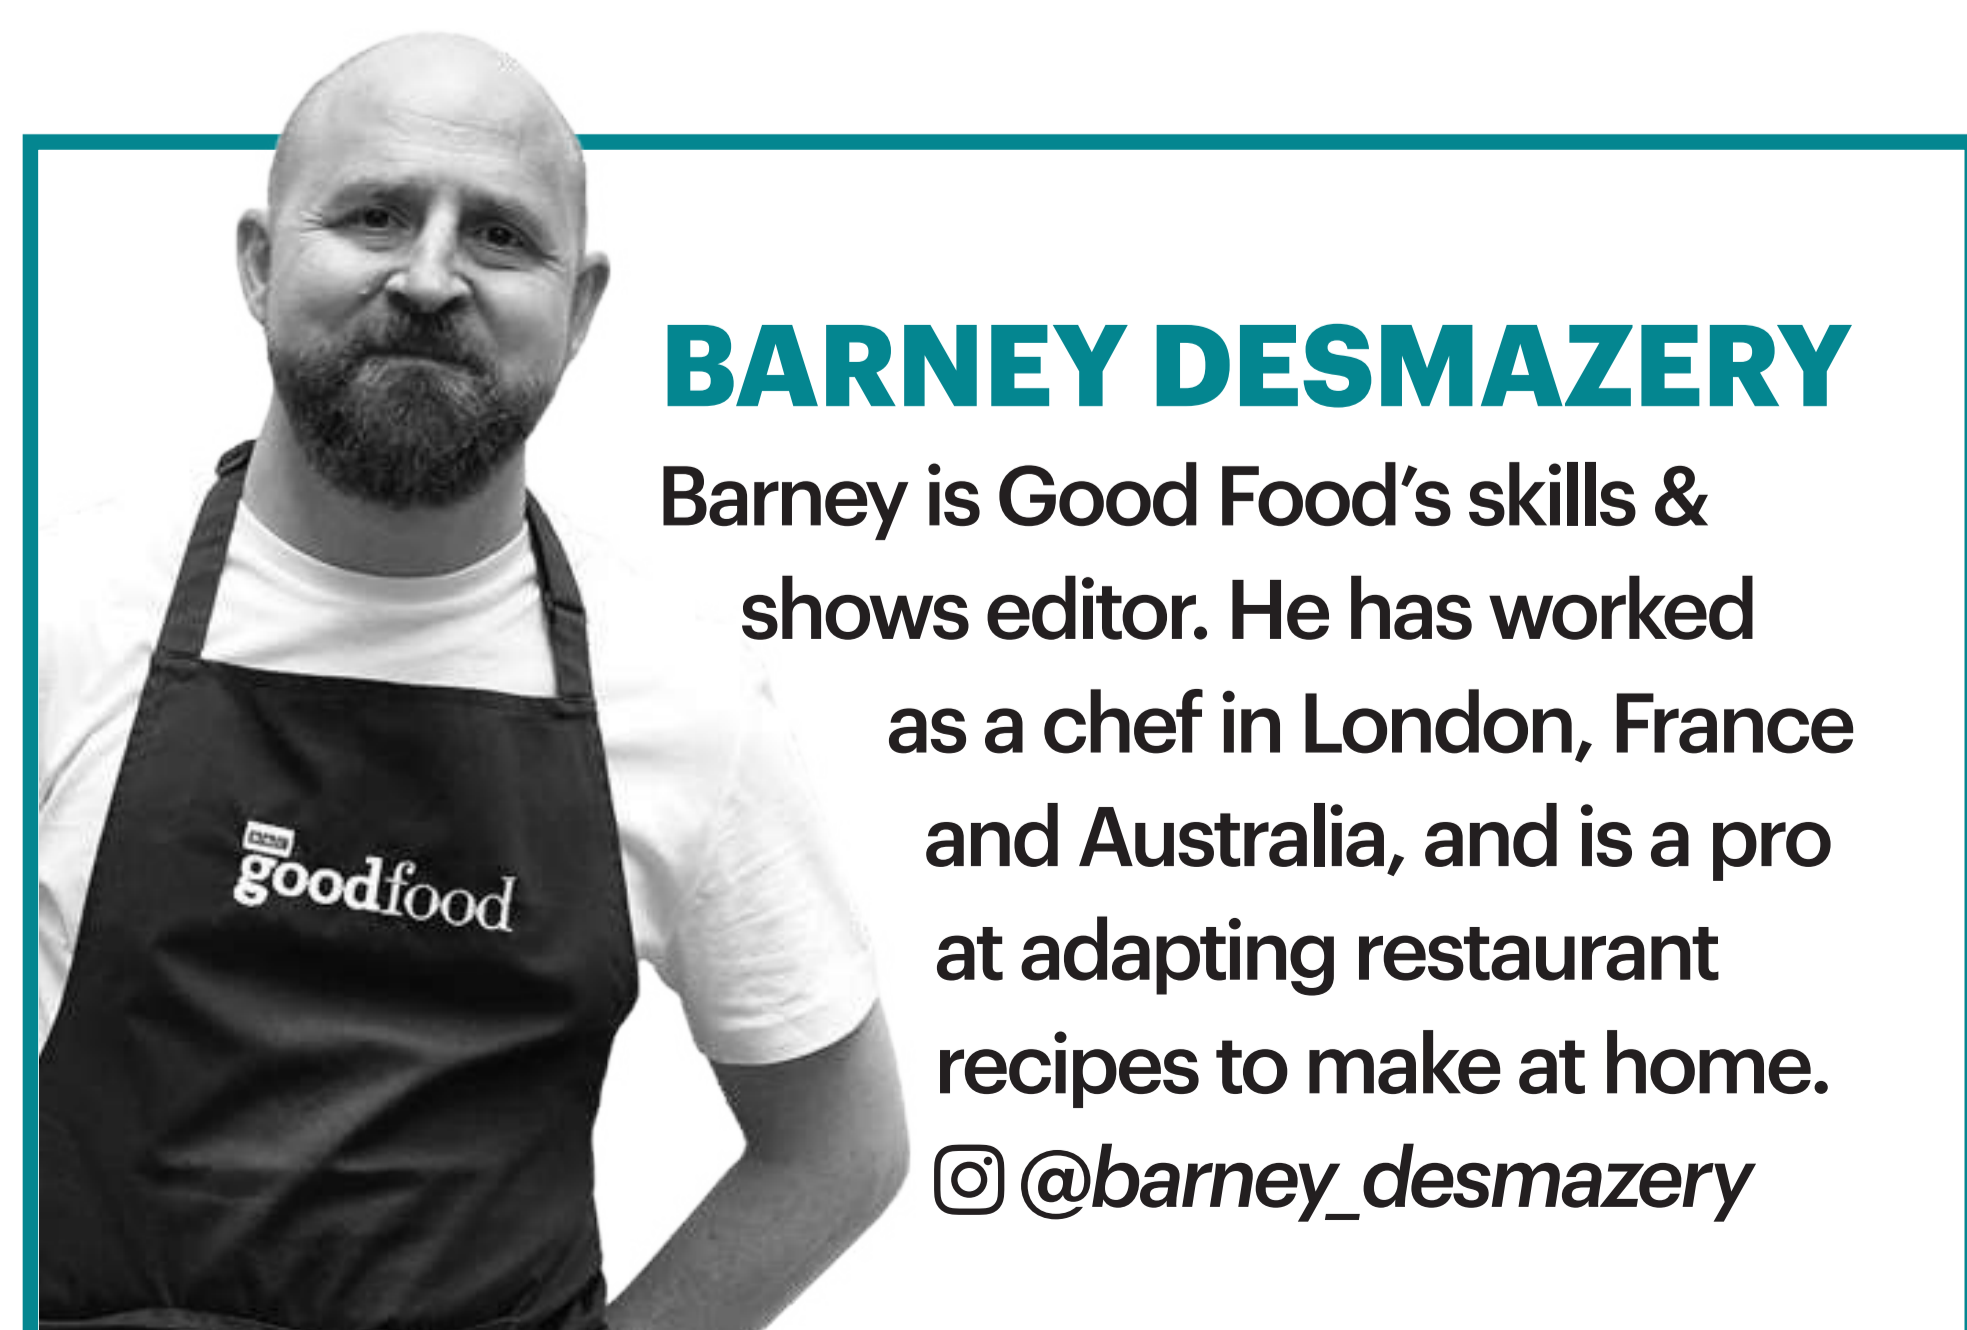 BARNEY DESMAZERY
Barney is Good Food’s skills &
shows editor. He has worked
as a chef in London, France
and Australia, and is a pro
at adapting restaurant
recipes to make at home.
@barney_desmazery
BBC
goodfood